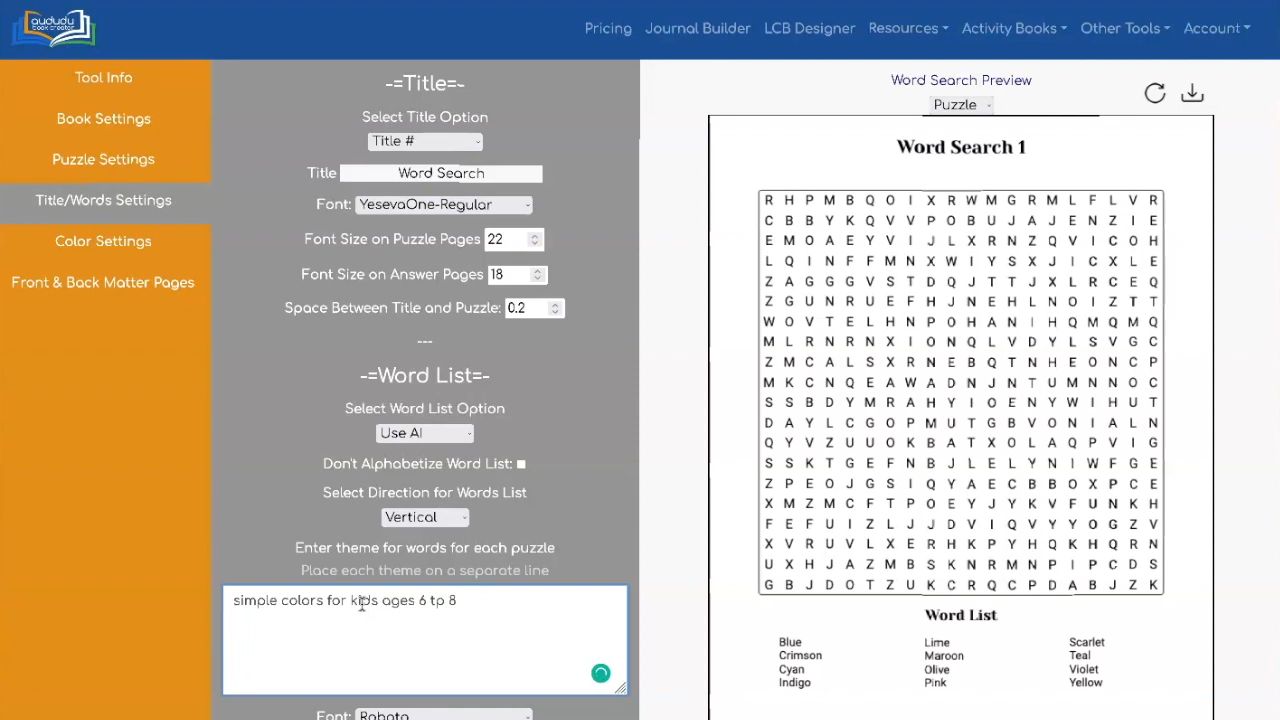 aududu
book creator
Pricing Journal Builder LCB Designer Resources Activity Books Other Tools Account
Tool Info
Book Settings
Puzzle Settings
Title/Words Settings
Color Settings
Front & Back Matter Pages
-=Title=-
Select Title Option
Title #
Title Word Search
Font: YesevaOne-Regular
Font Size on Puzzle Pages 22
Font Size on Answer Pages 18
Space Between Title and Puzzle: 0.2
---
-=Word List=-
Select Word List Option
Use AI
Don't Alphabetize Word List:
Select Direction for Words List
Vertical
Enter theme for words for each puzzle
Place each theme on a separate line
simple colors for kids ages 6 tp 8
Font: Roboto
Word Search Preview
Puzzle
Word Search 1
R H P M B Q O I X R W M G R M L F L V R
C B B Y K Q V V P O B U J A J E N Z I E
E M O A E Y V I J L X R N Z Q V I C O H
L Q I N F F M N X W I Y S X J I C X L E
Z A G G G V S T D Q J T T J X L R C E Q
Z G U N R U E F H J N E H L N O I Z T T
W O V T E L H N P O H A N I H Q M Q M Q
M L R N R N X I O N Q L V D Y L S V G C
Z M C A L S X R N E B Q T N H E O N C P
M K C N Q E A W A D N J N T U M N N O C
S S B D Y M R A H Y I O E N Y W I H U T
D A Y L C G O P M U T G B V O N I A L N
Q Y V Z U U O K B A T X O L A Q P V I G
S S K T G E F N B J L E L Y N I W F G E
Z P E O J G S I Q Y A E C B B O X P C E
X M Z M C F T P O E Y J Y K V F U N K H
F E F U I Z L J J D V I Q V Y Y O G Z V
X V R U V L X E R H K P Y H Q K H Q R N
U X H J A Z M B S K N R M N P I P C D S
G B J D O T Z U K C R Q C P D A B J Z K
Word List
Blue Lime Scarlet
Crimson Maroon Teal
Cyan Olive Violet
Indigo Pink Yellow